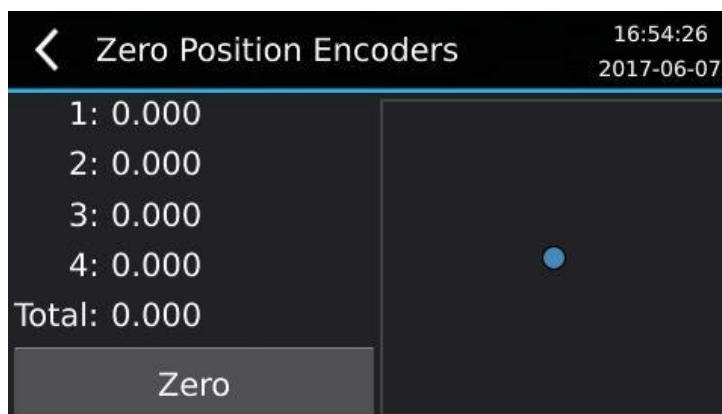 Zero Position Encoders
16:54:26
2017-06-07
1: 0.000
2: 0.000
3: 0.000
4: 0.000
Total: 0.000
Zero